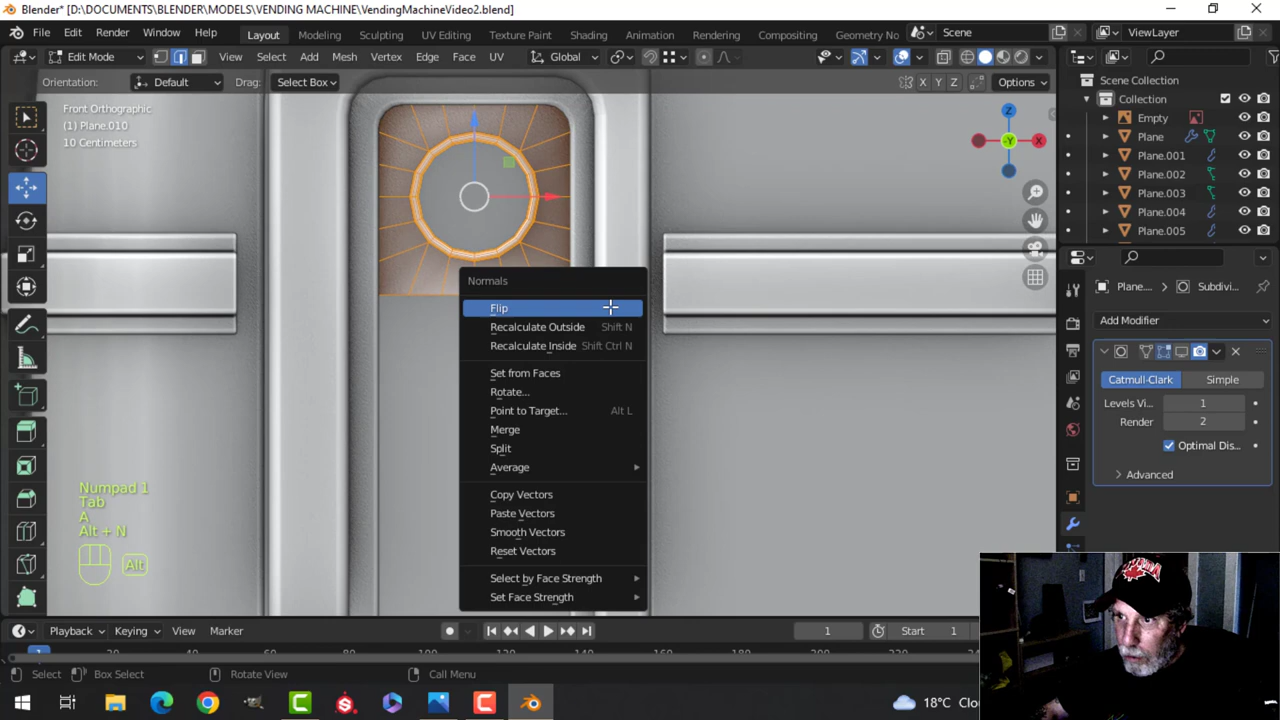 Blender* [D:\DOCUMENTS\BLENDER\MODELS\VENDING MACHINE\VendingMachineVideo2.blend]
File Edit Render Window Help Layout Modeling Sculpting UV Editing Texture Paint Shading Animation Rendering Compositing Geometry No Scene ViewLayer
Edit Mode View Select Add Mesh Vertex Edge Face UV Global
Orientation: Default Drag: Select Box X Y Z Options
Front Orthographic
(1) Plane.010
10 Centimeters
Z
-Y
X
Scene Collection
Collection
Empty
Plane
Plane.001
Plane.002
Plane.003
Plane.004
Plane.005
Plane.... Subdivi...
Add Modifier
Catmull-Clark Simple
Levels Vi... 1
Render 2
Optimal Dis...
Advanced
Normals
Flip
Recalculate Outside Shift N
Recalculate Inside Shift Ctrl N
Set from Faces
Rotate...
Point to Target... Alt L
Merge
Split
Average
Copy Vectors
Paste Vectors
Smooth Vectors
Reset Vectors
Select by Face Strength
Set Face Strength
Numpad 1
Tab
A
Alt + N
Alt
Playback Keying View Marker 1 Start 1
Select Box Select Rotate View Call Menu
18°C Clo